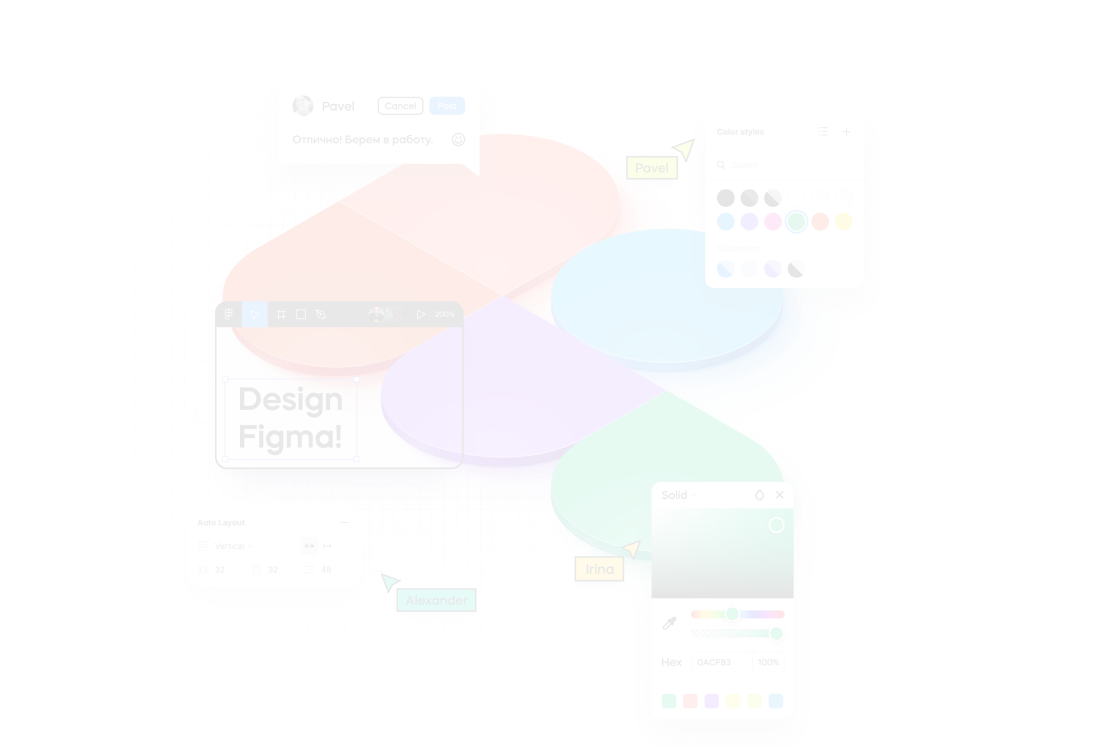 Pavel
Cancel
Post
Отлично! Берем в работу.
Pavel
Color styles
Search
200%
Design
Figma!
Auto Layout
Vertical
32
32
48
Alexander
Irina
Solid
Hex
0ACF83
100%